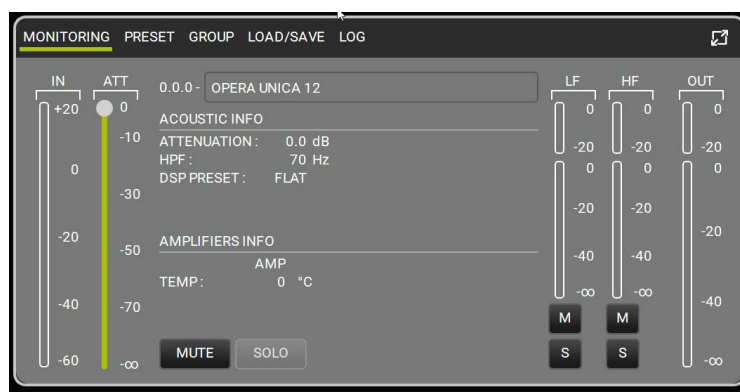 MONITORING PRESET GROUP LOAD/SAVE LOG
IN ATT
+20
0
-20
-40
-60
0
-10
-30
-50
-70
-∞
0.0.0 - OPERA UNICA 12
ACOUSTIC INFO
ATTENUATION : 0.0 dB
HPF : 70 Hz
DSP PRESET : FLAT
AMPLIFIERS INFO
AMP
TEMP : 0 °C
MUTE SOLO
LF HF OUT
0 0 0
-20 -20 -20
0 0 0
-20 -20
-20
-40 -40
-∞ -∞
-40
M M
S S
-∞